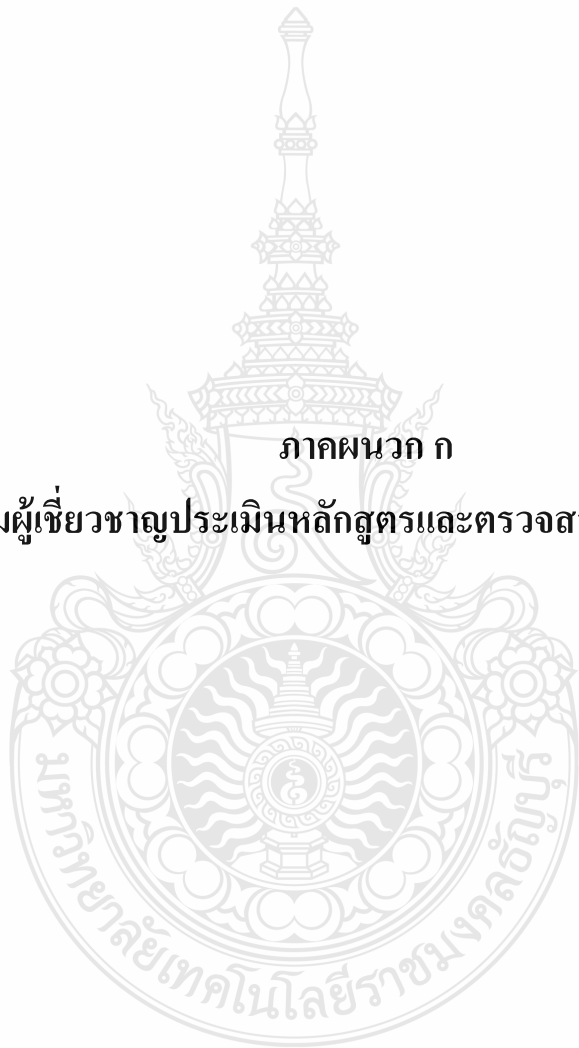 ภาคผนวก ก
ผู้เชี่ยวชาญประเมินหลักสูตรและ
มหาวิทยาลัยเทคโนโลยีราชมงคลธัญบุรี